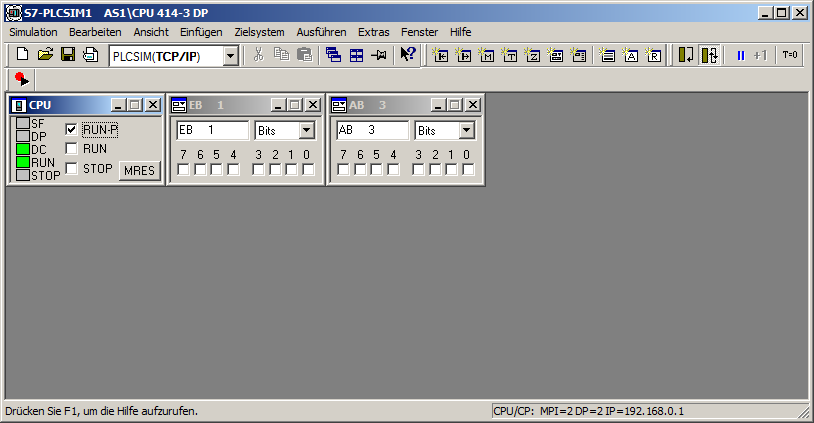 S7-PLCSIM1 AS1\CPU 414-3 DP
Simulation Bearbeiten Ansicht Einfügen Zielsystem Ausführen Extras Fenster Hilfe
PLCSIM(TCP/IP)
+1 T=0
CPU
SF
DP
DC
RUN
STOP
RUN-P
RUN
STOP
MRES
EB 1
EB 1 Bits
7 6 5 4 3 2 1 0
AB 3
AB 3 Bits
7 6 5 4 3 2 1 0
Drücken Sie F1, um die Hilfe aufzurufen.
CPU/CP: MPI=2 DP=2 IP=192.168.0.1